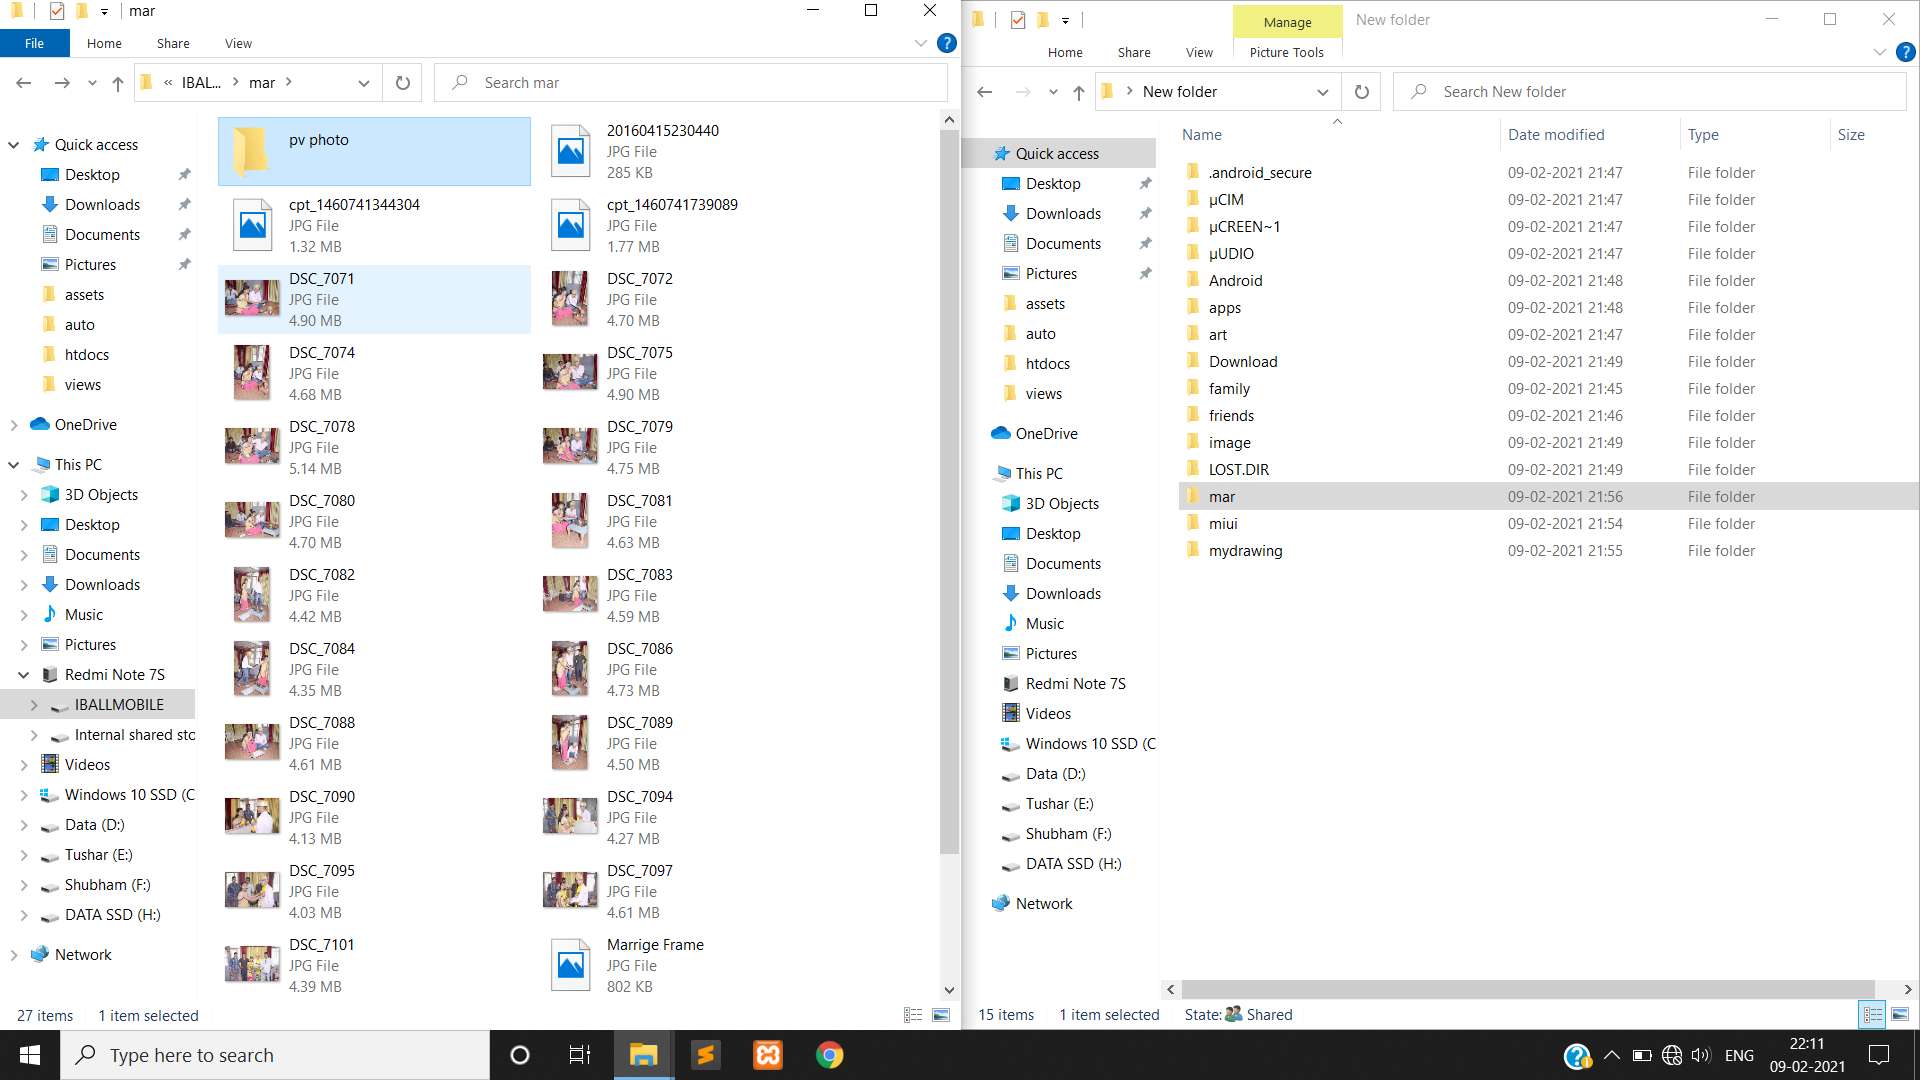 mar
File
Home
Share
View
IBAL...
mar
Search mar
Quick access
Desktop
Downloads
Documents
Pictures
assets
auto
htdocs
views
OneDrive
This PC
3D Objects
Desktop
Documents
Downloads
Music
Pictures
Redmi Note 7S
IBALLMOBILE
Internal shared sto
Videos
Windows 10 SSD (C
Data (D:)
Tushar (E:)
Shubham (F:)
DATA SSD (H:)
Network
pv photo
20160415230440
JPG File
285 KB
cpt_1460741344304
JPG File
1.32 MB
cpt_1460741739089
JPG File
1.77 MB
DSC_7071
JPG File
4.90 MB
DSC_7072
JPG File
4.70 MB
DSC_7074
JPG File
4.68 MB
DSC_7075
JPG File
4.90 MB
DSC_7078
JPG File
5.14 MB
DSC_7079
JPG File
4.75 MB
DSC_7080
JPG File
4.70 MB
DSC_7081
JPG File
4.63 MB
DSC_7082
JPG File
4.42 MB
DSC_7083
JPG File
4.59 MB
DSC_7084
JPG File
4.35 MB
DSC_7086
JPG File
4.73 MB
DSC_7088
JPG File
4.61 MB
DSC_7089
JPG File
4.50 MB
DSC_7090
JPG File
4.13 MB
DSC_7094
JPG File
4.27 MB
DSC_7095
JPG File
4.03 MB
DSC_7097
JPG File
4.61 MB
DSC_7101
JPG File
4.39 MB
Marrige Frame
JPG File
802 KB
27 items 1 item selected
Manage
New folder
Home
Share
View
Picture Tools
New folder
Search New folder
Quick access
Desktop
Downloads
Documents
Pictures
assets
auto
htdocs
views
OneDrive
This PC
3D Objects
Desktop
Documents
Downloads
Music
Pictures
Redmi Note 7S
Videos
Windows 10 SSD (C
Data (D:)
Tushar (E:)
Shubham (F:)
DATA SSD (H:)
Network
Name Date modified Type Size
.android_secure 09-02-2021 21:47 File folder
µCIM 09-02-2021 21:47 File folder
µCREEN~1 09-02-2021 21:47 File folder
µUDIO 09-02-2021 21:47 File folder
Android 09-02-2021 21:48 File folder
apps 09-02-2021 21:48 File folder
art 09-02-2021 21:47 File folder
Download 09-02-2021 21:49 File folder
family 09-02-2021 21:45 File folder
friends 09-02-2021 21:46 File folder
image 09-02-2021 21:49 File folder
LOST.DIR 09-02-2021 21:49 File folder
mar 09-02-2021 21:56 File folder
miui 09-02-2021 21:54 File folder
mydrawing 09-02-2021 21:55 File folder
15 items 1 item selected State: Shared
Type here to search
ENG
22:11
09-02-2021